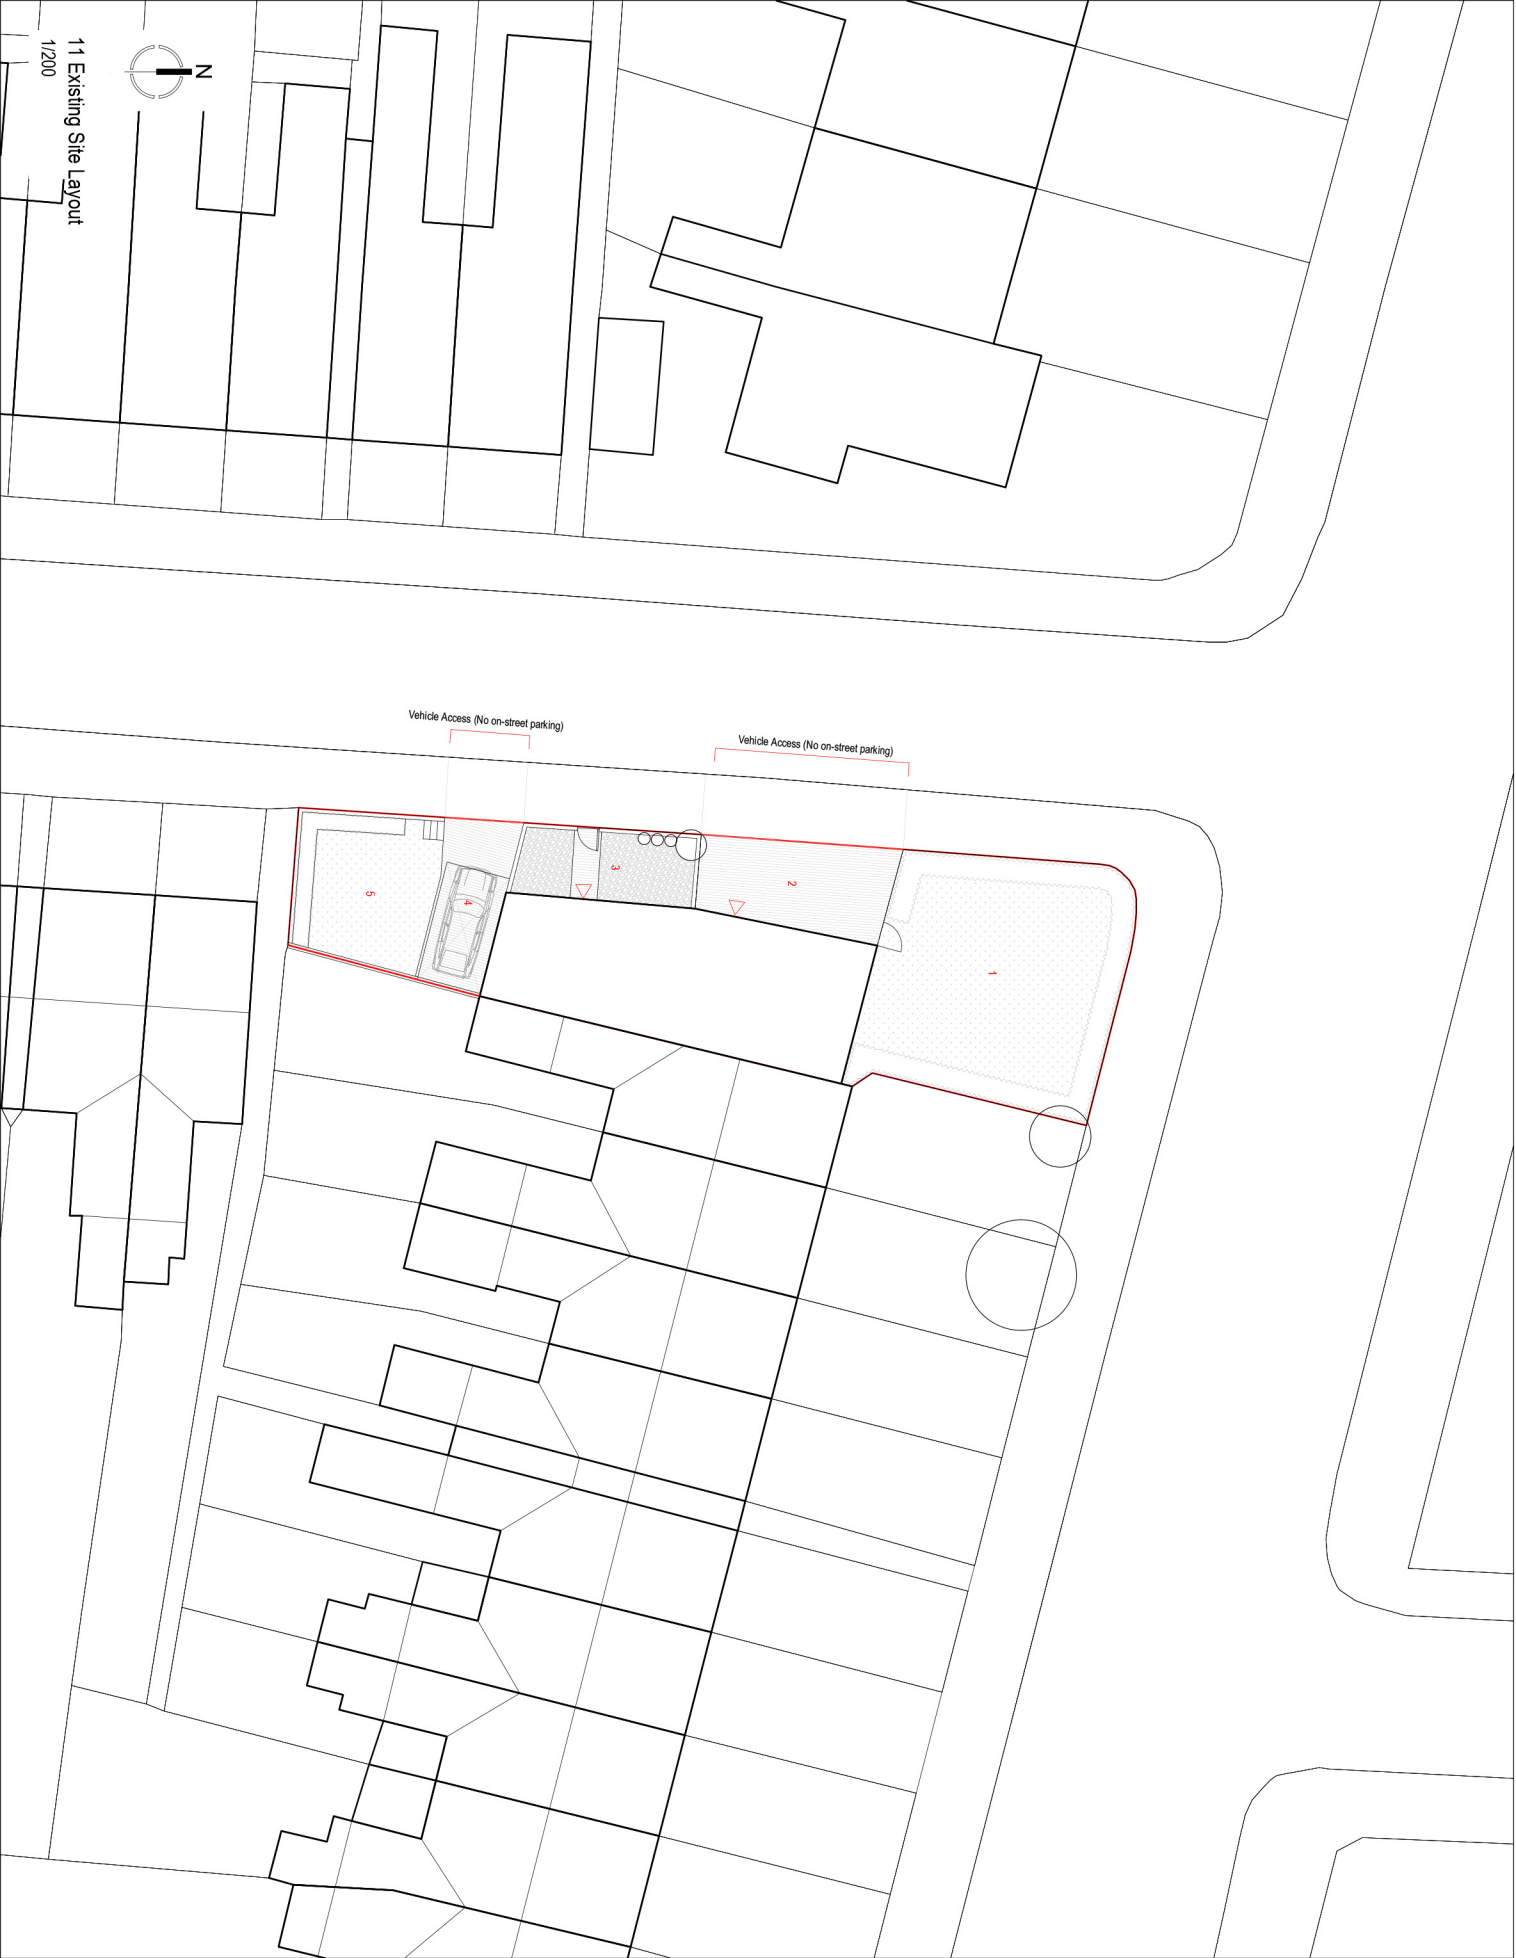 N
11 Existing Site Layout
1/200
Vehicle Access (No on-street parking)
Vehicle Access (No on-street parking)
1
2
3
4
5